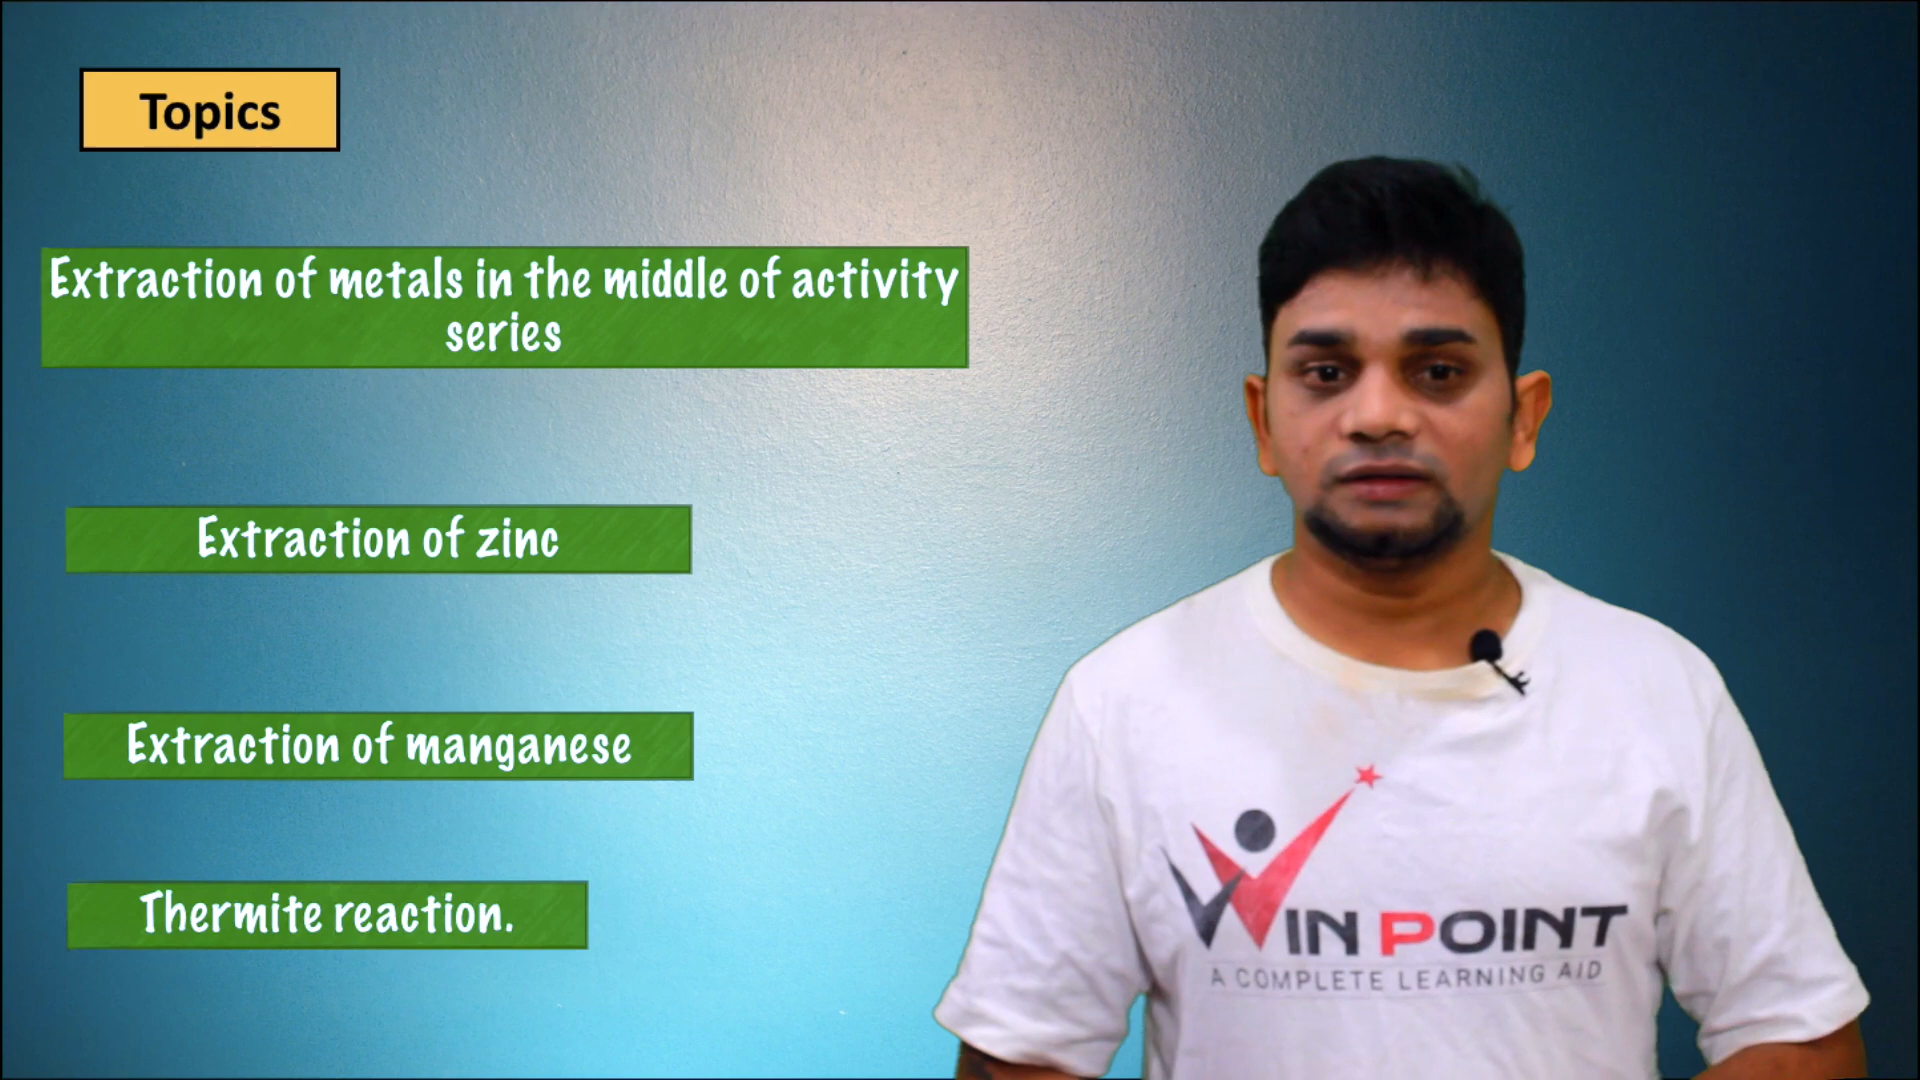 Topics
Extraction of metals in the middle of activity
series
Extraction of zinc
Extraction of manganese
Thermite reaction.
WIN POINT
A COMPLETE LEARNING AID